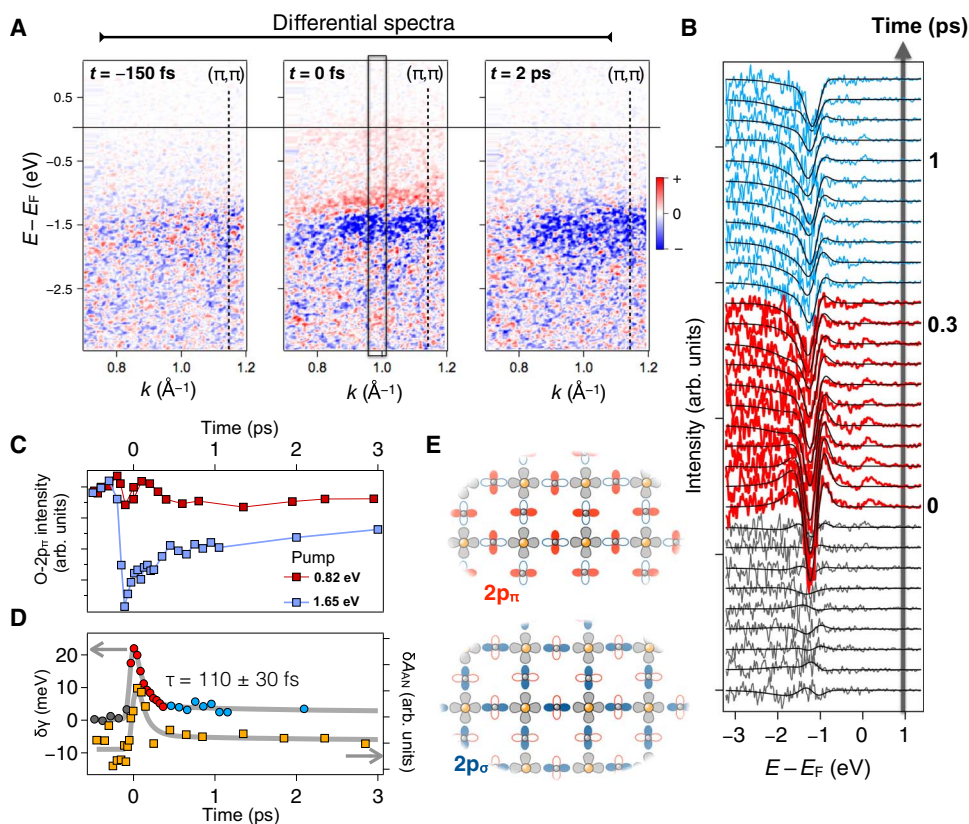 A
Differential spectra
t = −150 fs
(π,π)
t = 0 fs
(π,π)
t = 2 ps
(π,π)
0.5
−0.5
−1.5
−2.5
E − EF (eV)
+
0
−
0.8
1.0
1.2
0.8
1.0
1.2
0.8
1.0
1.2
k (Å−1)
k (Å−1)
k (Å−1)
B
Time (ps)
1
0.3
0
Intensity (arb. units)
−3
−2
−1
0
1
E − EF (eV)
C
Time (ps)
0
1
2
3
O-2pπ intensity
(arb. units)
Pump
0.82 eV
1.65 eV
D
20
10
0
−10
δγ (meV)
τ = 110 ± 30 fs
δAAN (arb. units)
0
1
2
3
Time (ps)
E
2pπ
2pσ